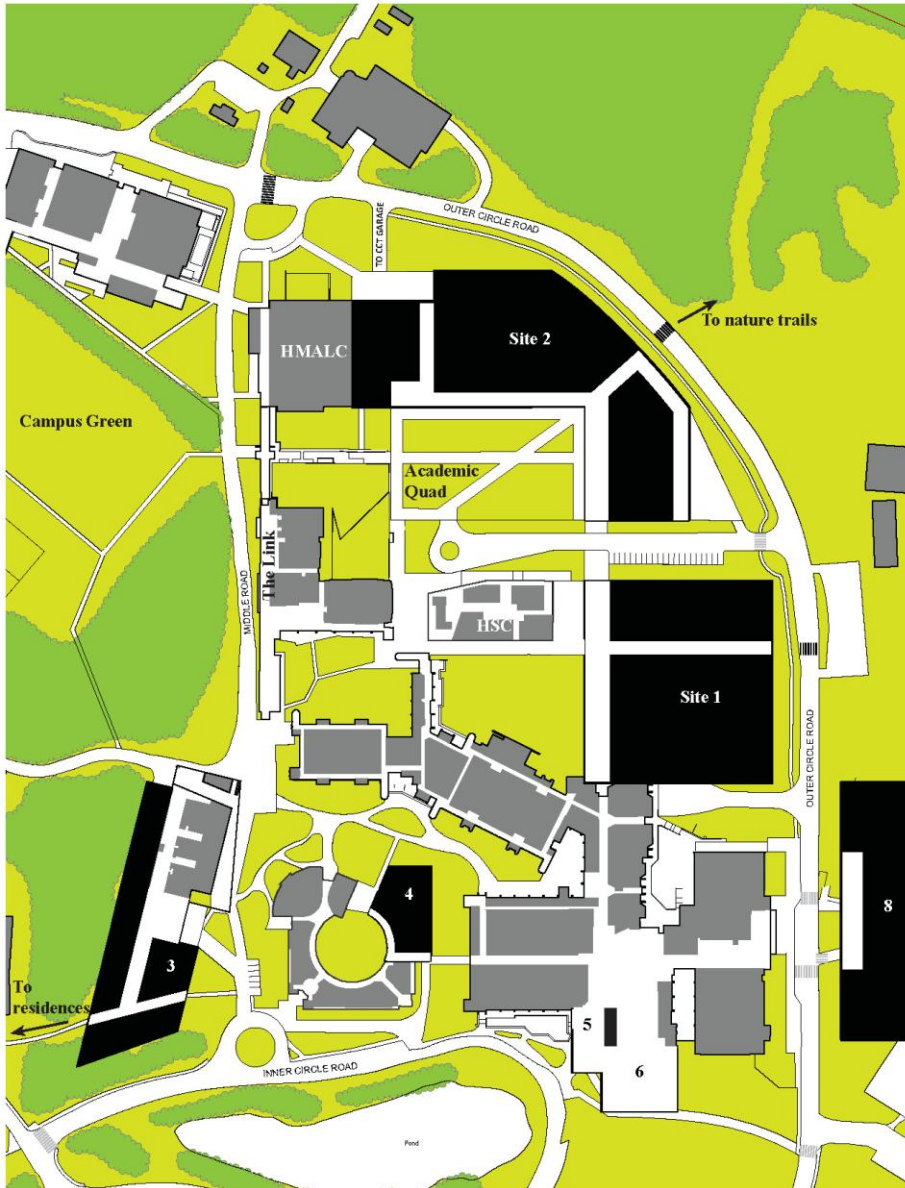 OUTER CIRCLE ROAD
TO CCT GARAGE
To nature trails
Site 2
HMALC
Campus Green
Academic
Quad
The Link
MIDDLE ROAD
HSC
Site 1
OUTER CIRCLE ROAD
4
8
3
To
residences
5
6
INNER CIRCLE ROAD
Pond